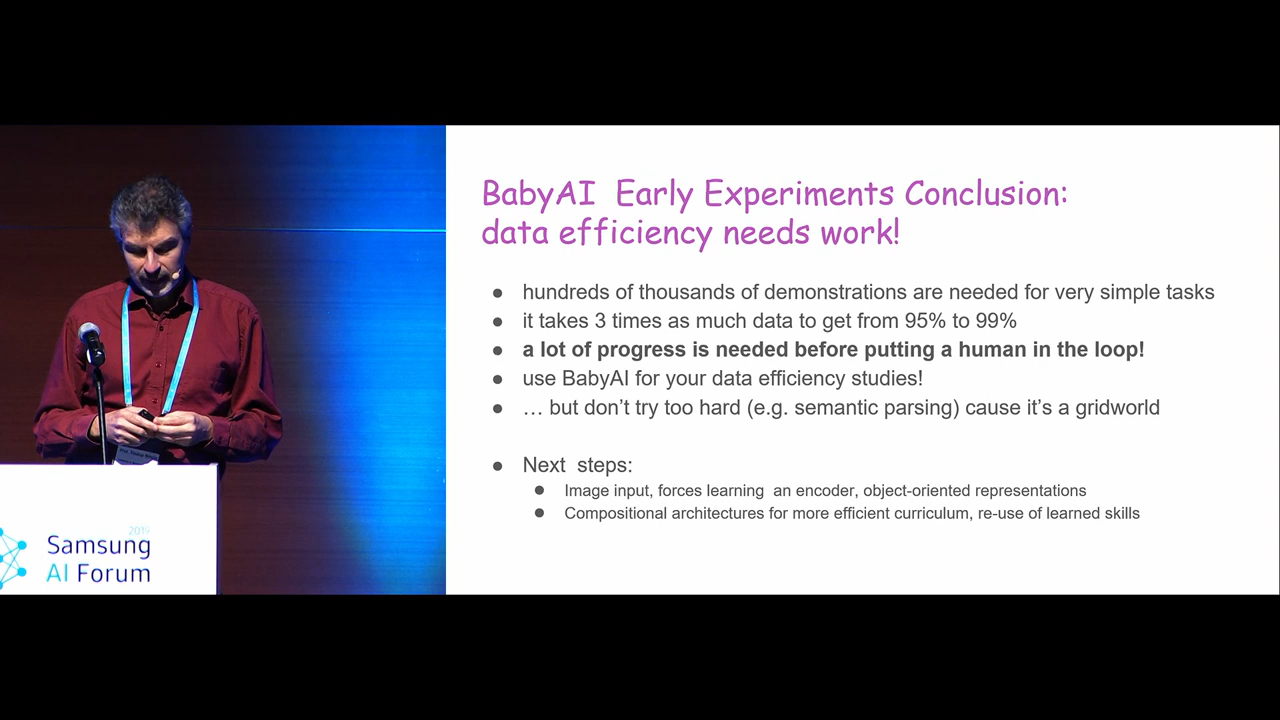 BabyAI Early Experiments Conclusion:
data efficiency needs work!
● hundreds of thousands of demonstrations are needed for very simple tasks
● it takes 3 times as much data to get from 95% to 99%
● a lot of progress is needed before putting a human in the loop!
● use BabyAI for your data efficiency studies!
● … but don’t try too hard (e.g. semantic parsing) cause it’s a gridworld
● Next steps:
● Image input, forces learning an encoder, object-oriented representations
● Compositional architectures for more efficient curriculum, re-use of learned skills
2019
Samsung
AI Forum